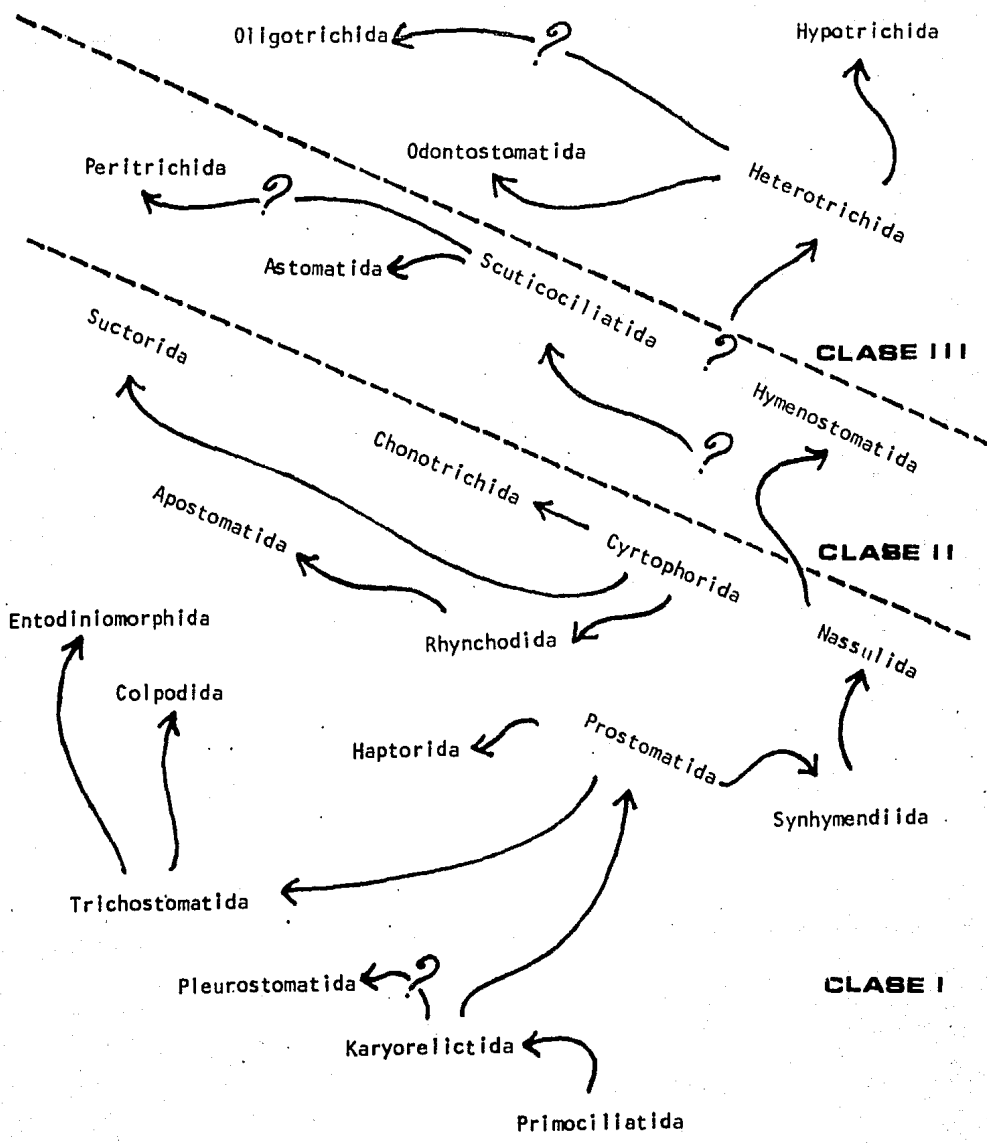 Oligotrichida
?
Hypotrichida
Odontostomatida
Peritrichida
?
Heterotrichida
Astomatida
Scuticociliatida
Suctorida
?
CLASE III
Hymenostomatida
Chonotrichida
?
Apostomatida
Cyrtophorida
CLASE II
Entodiniomorphida
Rhynchodida
Nassulida
Colpodida
Haptorida
Prostomatida
Synhymendiida
Trichostomatida
Pleurostomatida
?
CLASE I
Karyorelictida
Primociliatida